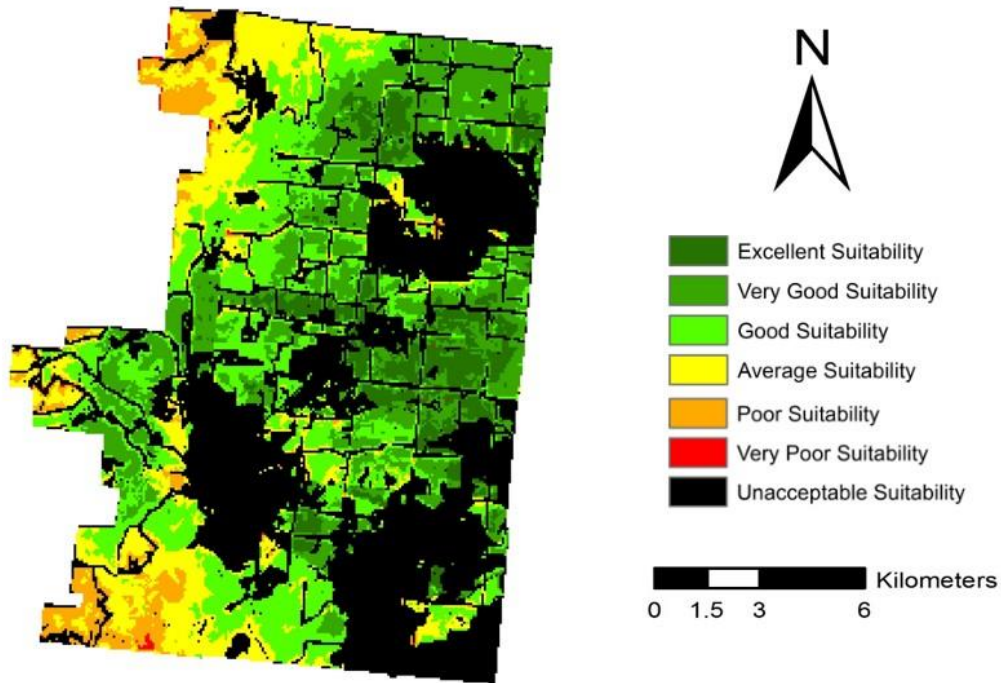 N
Excellent Suitability
Very Good Suitability
Good Suitability
Average Suitability
Poor Suitability
Very Poor Suitability
Unacceptable Suitability
Kilometers
0 1.5 3 6